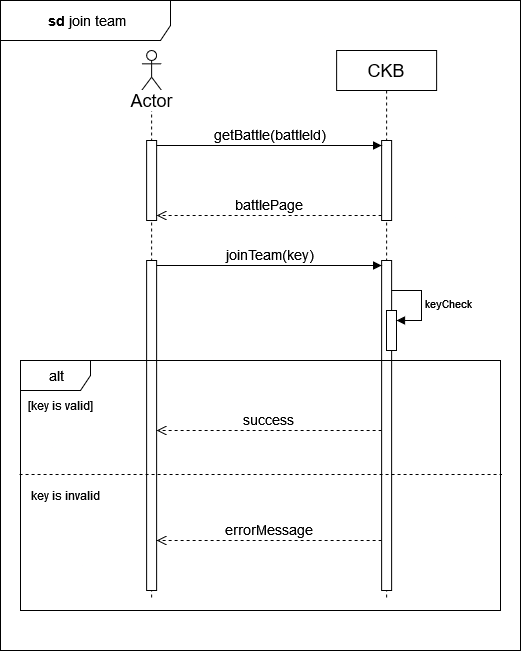 sd join team
Actor
CKB
getBattle(battleId)
battlePage
joinTeam(key)
keyCheck
alt
[key is valid]
success
key is invalid
errorMessage